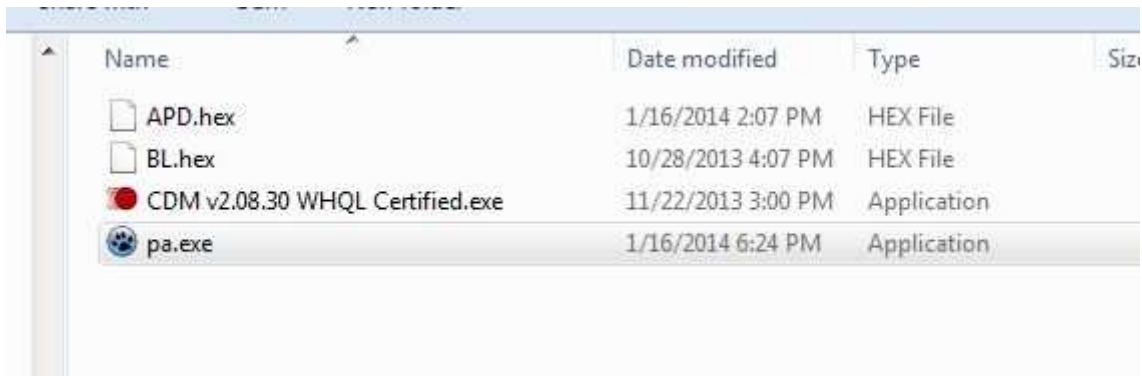 Name Date modified Type
APD.hex 1/16/2014 2:07 PM HEX File
BL.hex 10/28/2013 4:07 PM HEX File
CDM v2.08.30 WHQL Certified.exe 11/22/2013 3:00 PM Application
pa.exe 1/16/2014 6:24 PM Application